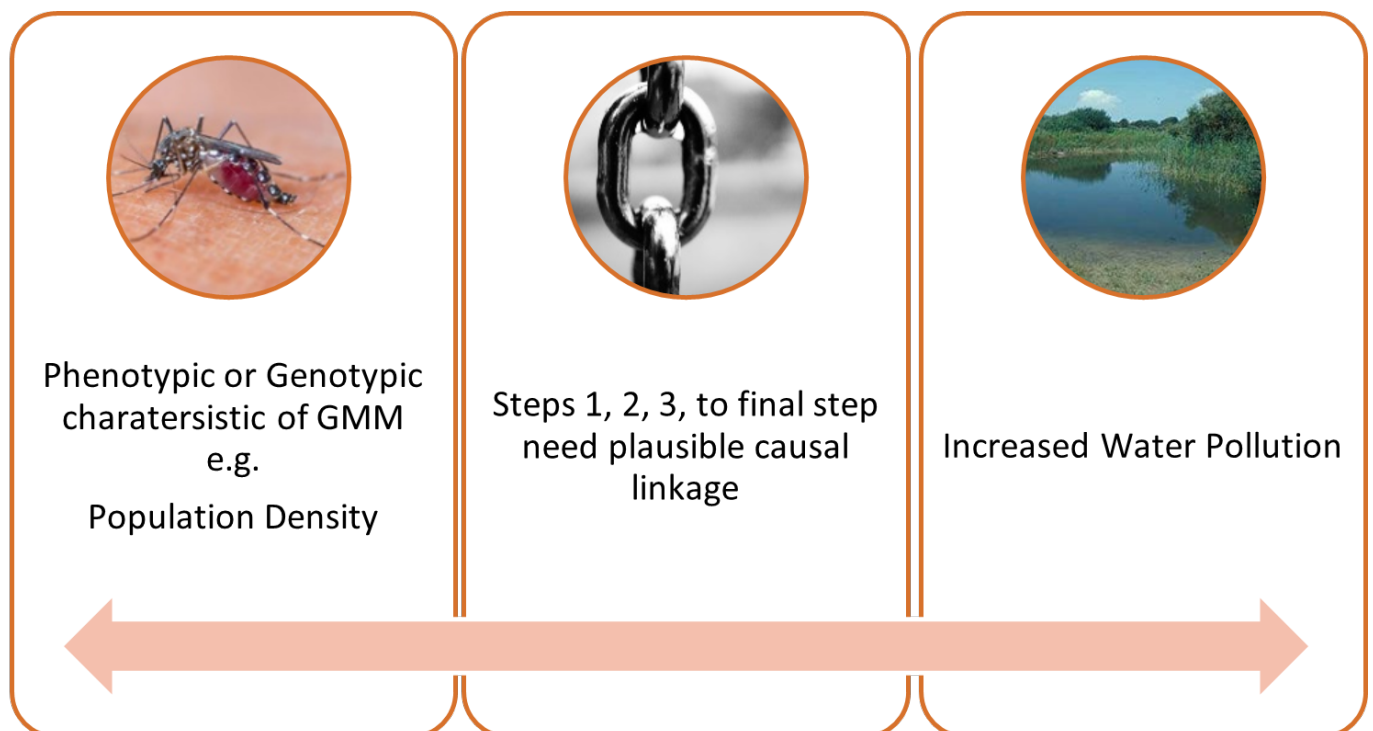 Phenotypic or Genotypic
charatersistic of GMM
e.g.
Population Density
Steps 1, 2, 3, to final step
need plausible causal
linkage
Increased Water Pollution